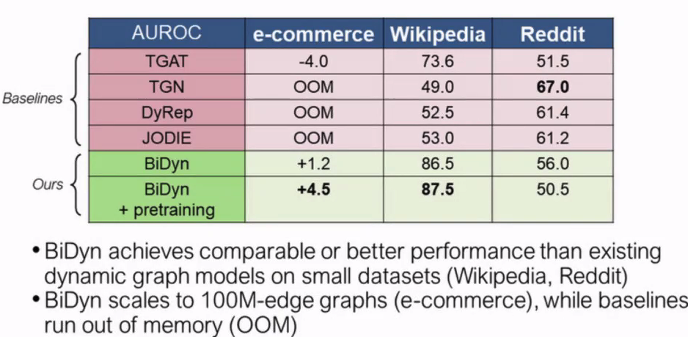 AUROC e-commerce Wikipedia Reddit
TGAT -4.0 73.6 51.5
Baselines
TGN OOM 49.0 67.0
DyRep OOM 52.5 61.4
JODIE OOM 53.0 61.2
BiDyn +1.2 86.5 56.0
Ours
BiDyn +4.5 87.5 50.5
+ pretraining
• BiDyn achieves comparable or better performance than existing
dynamic graph models on small datasets (Wikipedia, Reddit)
• BiDyn scales to 100M-edge graphs (e-commerce), while baselines
run out of memory (OOM)